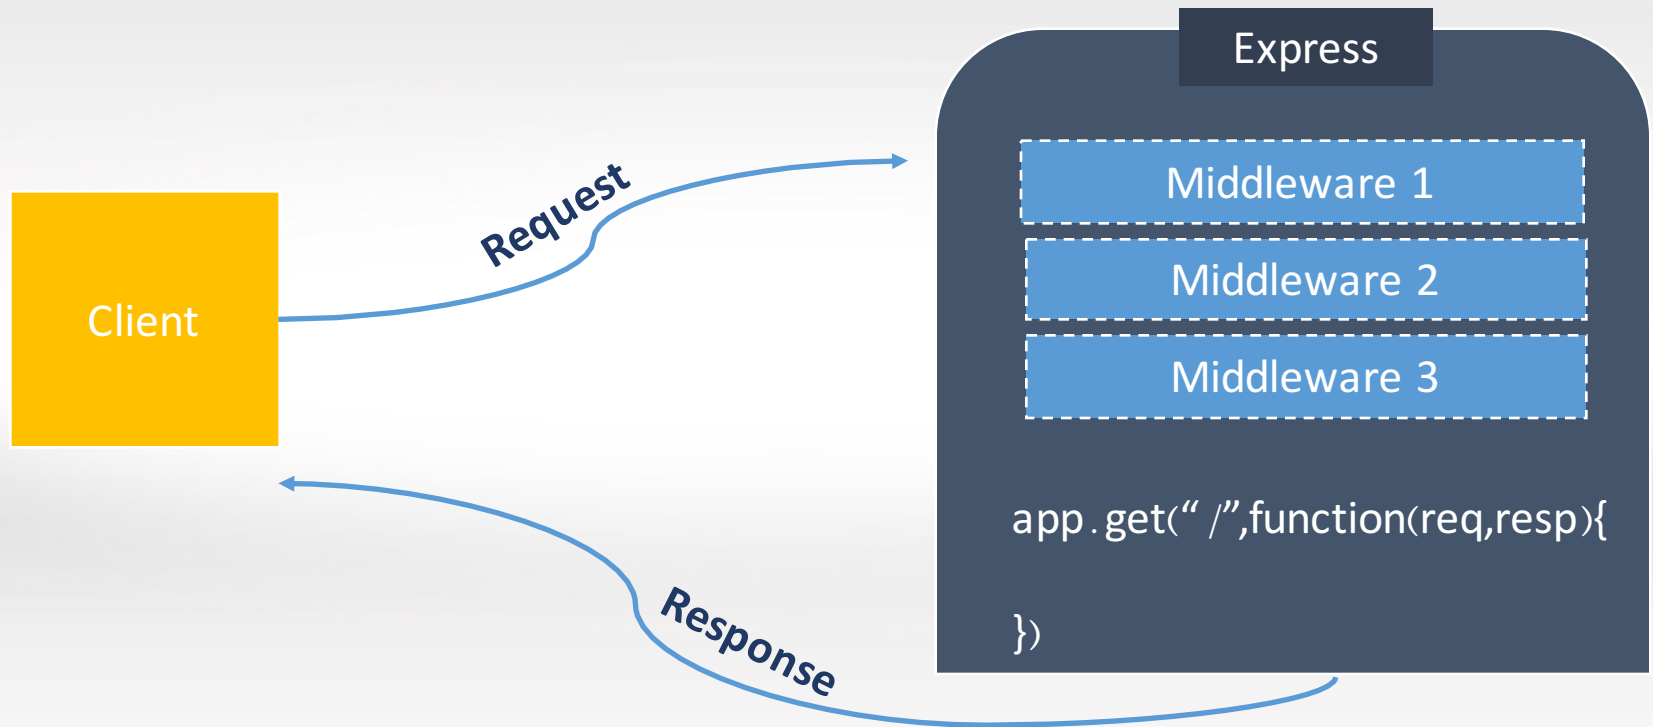 Express
Middleware 1
Request
Middleware 2
Client
Middleware 3
app.get(“ /”,function(req,resp){
Response
})